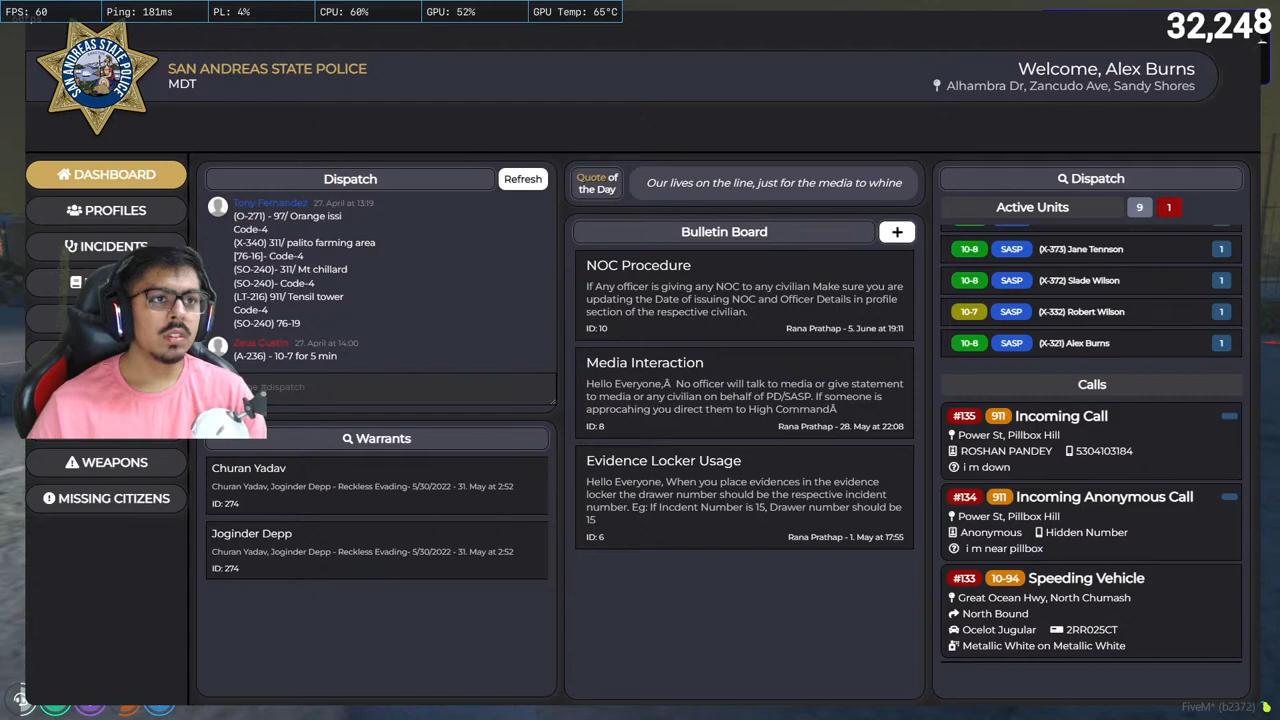 FPS: 60 Ping: 181ms PL: 4% CPU: 60% GPU: 52% GPU Temp: 65°C
32,248
SAN ANDREAS STATE POLICE
MDT
Welcome, Alex Burns
Alhambra Dr, Zancudo Ave, Sandy Shores
DASHBOARD
PROFILES
INCIDENTS
WEAPONS
MISSING CITIZENS
Dispatch
Refresh
Tony Fernandez 27. April at 13:19
(O-271) - 97/ Orange issi
Code-4
(X-340) 311/ palito farming area
[76-16]- Code-4
(SO-240)- 311/ Mt chillard
(SO-240)- Code-4
(LT-216) 911/ Tensil tower
Code-4
(SO-240) 76-19
Zeus Gustin 27. April at 14:00
(A-236) - 10-7 for 5 min
#dispatch
Warrants
Churan Yadav
Churan Yadav, Joginder Depp - Reckless Evading- 5/30/2022 - 31. May at 2:52
ID: 274
Joginder Depp
Churan Yadav, Joginder Depp - Reckless Evading- 5/30/2022 - 31. May at 2:52
ID: 274
Quote of
the Day
Our lives on the line, just for the media to whine
Bulletin Board
+
NOC Procedure
If Any officer is giving any NOC to any civilian Make sure you are
updating the Date of issuing NOC and Officer Details in profile
section of the respective civilian.
ID: 10 Rana Prathap - 5. June at 19:11
Media Interaction
Hello Everyone,Â No officer will talk to media or give statement
to media or any civilian on behalf of PD/SASP. If someone is
approcahing you direct them to High CommandÂ
ID: 8 Rana Prathap - 28. May at 22:08
Evidence Locker Usage
Hello Everyone, When you place evidences in the evidence
locker the drawer number should be the respective incident
number. Eg: If Incdent Number is 15, Drawer number should be
15
ID: 6 Rana Prathap - 1. May at 17:55
Dispatch
Active Units 9 1
10-8 SASP (X-373) Jane Tennson 1
10-8 SASP (X-372) Slade Wilson 1
10-7 SASP (X-332) Robert Wilson 1
10-8 SASP (X-321) Alex Burns 1
Calls
#135 911 Incoming Call
Power St, Pillbox Hill
ROSHAN PANDEY 5304103184
i m down
#134 911 Incoming Anonymous Call
Power St, Pillbox Hill
Anonymous Hidden Number
i m near pillbox
#133 10-94 Speeding Vehicle
Great Ocean Hwy, North Chumash
North Bound
Ocelot Jugular 2RR025CT
Metallic White on Metallic White
FiveM* (b2372)